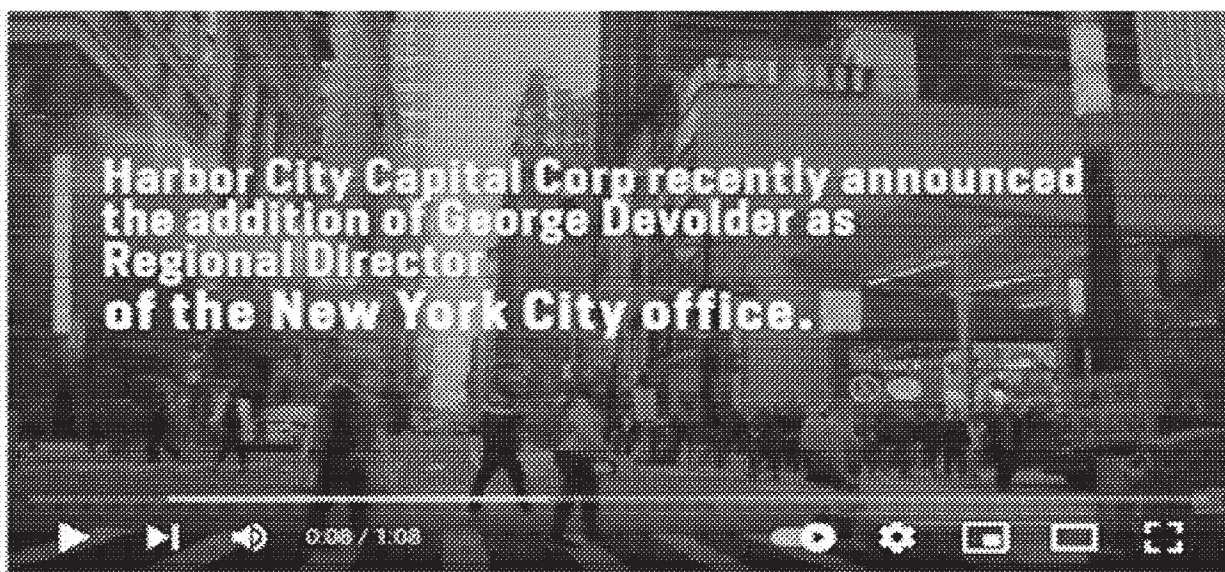 Harbor City Capital Corp recently announced
the addition of George Devolder as
Regional Director
of the New York City office.
0:08 / 1:08